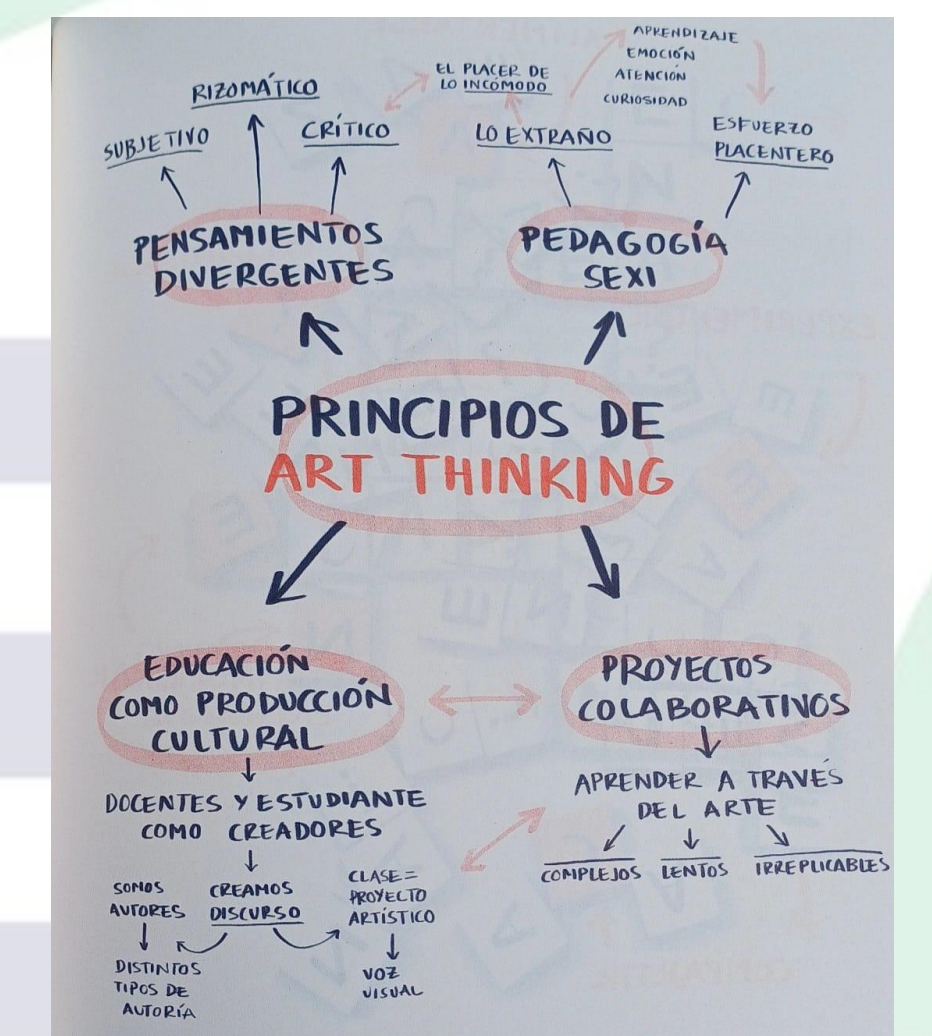 APRENDIZAJE
EMOCIÓN
ATENCIÓN
CURIOSIDAD
EL PLACER DE
LO INCÓMODO
RIZOMÁTICO
SUBJETIVO
CRÍTICO
LO EXTRAÑO
ESFUERZO
PLACENTERO
PENSAMIENTOS
DIVERGENTES
PEDAGOGÍA
SEXI
PRINCIPIOS DE
ART THINKING
EDUCACIÓN
COMO PRODUCCIÓN
CULTURAL
PROYECTOS
COLABORATIVOS
DOCENTES Y ESTUDIANTE
COMO CREADORES
APRENDER A TRAVÉS
DEL ARTE
COMPLEJOS
LENTOS
IRREPLICABLES
SOMOS
AUTORES
CREAMOS
DISCURSO
CLASE=
PROYECTO
ARTÍSTICO
DISTINTOS
TIPOS DE
AUTORÍA
VOZ
VISUAL